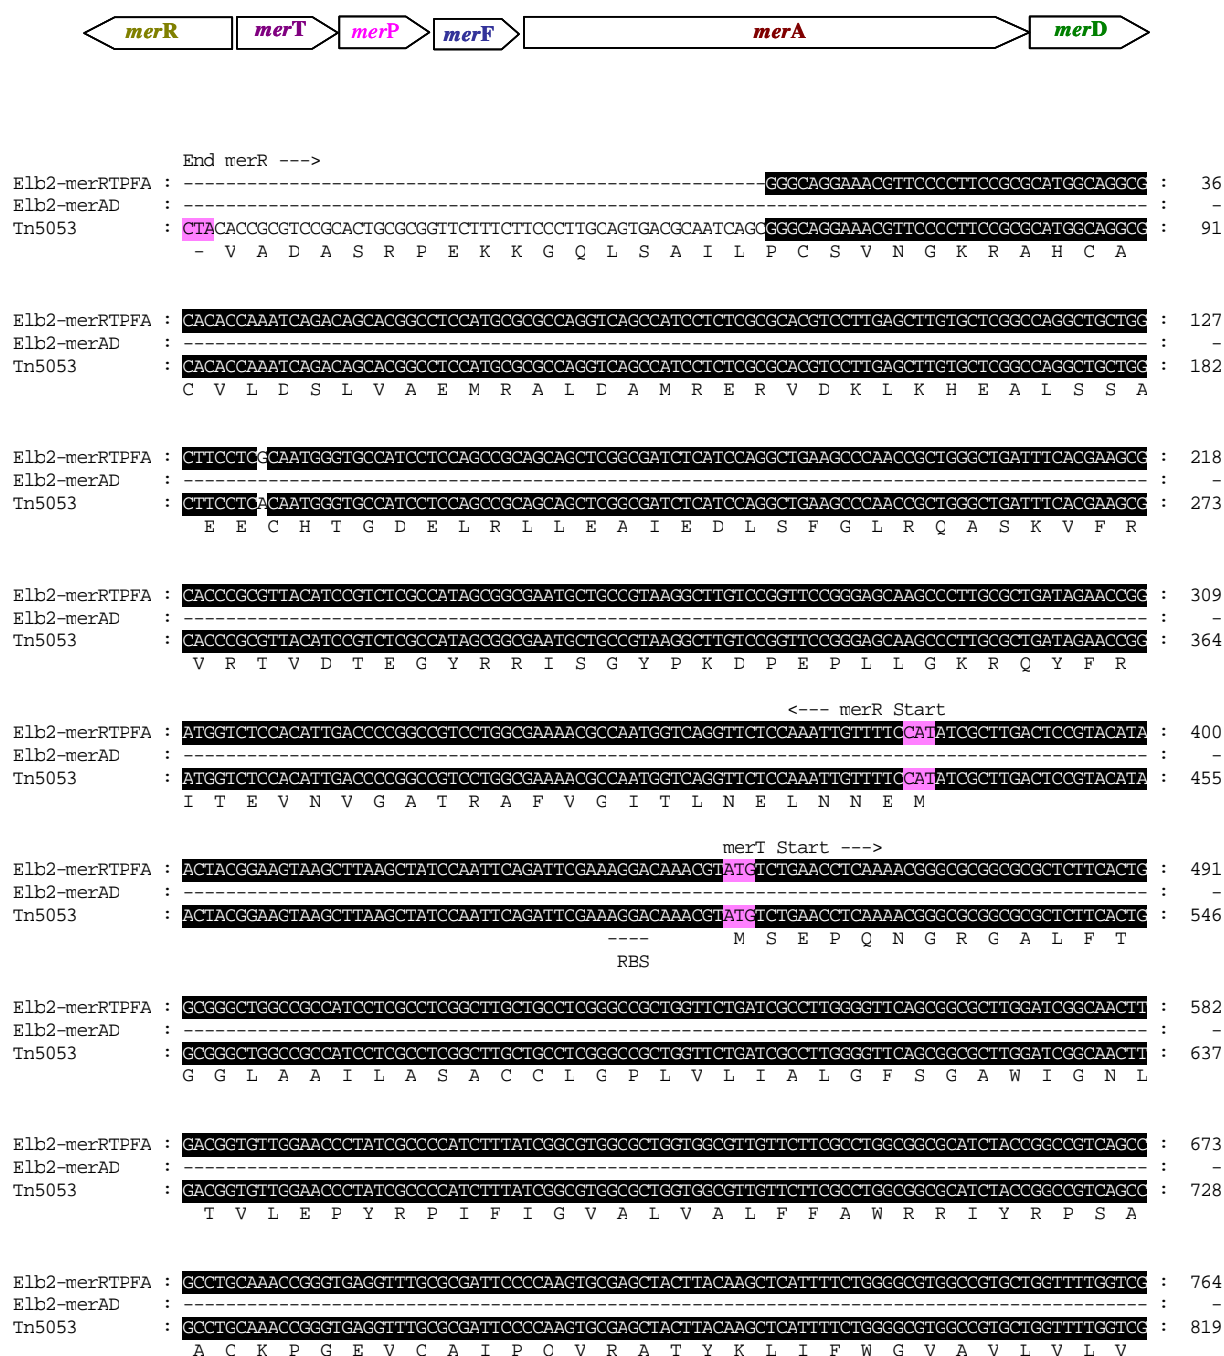 merR merT merP merF merA merD
End merR --->
Elb2-merRTPFA : -------------------------------------------------------GGGCAGGAAACGTTCCCCTTCCGCGCATGGCAGGCG : 36
Elb2-merAD : ------------------------------------------------------------------------------------------- : -
Tn5053 : CTACACCGCGTCCGCACTGCGCGGTTCTTTCTTCCCTTGCAGTGACGCAATCAGCGGGCAGGAAACGTTCCCCTTCCGCGCATGGCAGGCG : 91
- V A D A S R P E K K G Q L S A I L P C S V N G K R A H C A
Elb2-merRTPFA : CACACCAAATCAGACAGCACGGCCTCCATGCGCGCCAGGTCAGCCATCCTCTCGCGCACGTCCTTGAGCTTGTGCTCGGCCAGGCTGCTGG : 127
Elb2-merAD : ------------------------------------------------------------------------------------------- : -
Tn5053 : CACACCAAATCAGACAGCACGGCCTCCATGCGCGCCAGGTCAGCCATCCTCTCGCGCACGTCCTTGAGCTTGTGCTCGGCCAGGCTGCTGG : 182
C V L D S L V A E M R A L D A M R E R V D K L K H E A L S S A
Elb2-merRTPFA : CTTCCTCGCAATGGGTGCCATCCTCCAGCCGCAGCAGCTCGGCGATCTCATCCAGGCTGAAGCCCAACCGCTGGGCTGATTTCACGAAGCG : 218
Elb2-merAD : ------------------------------------------------------------------------------------------- : -
Tn5053 : CTTCCTCACAATGGGTGCCATCCTCCAGCCGCAGCAGCTCGGCGATCTCATCCAGGCTGAAGCCCAACCGCTGGGCTGATTTCACGAAGCG : 273
E E C H T G D E L R L L E A I E D L S F G L R Q A S K V F R
Elb2-merRTPFA : CACCCGCGTTACATCCGTCTCGCCATAGCGGCGAATGCTGCCGTAAGGCTTGTCCGGTTCCGGGAGCAAGCCCTTGCGCTGATAGAACCGG : 309
Elb2-merAD : ------------------------------------------------------------------------------------------- : -
Tn5053 : CACCCGCGTTACATCCGTCTCGCCATAGCGGCGAATGCTGCCGTAAGGCTTGTCCGGTTCCGGGAGCAAGCCCTTGCGCTGATAGAACCGG : 364
V R T V D T E G Y R R I S G Y P K D P E P L L G K R Q Y F R
<--- merR Start
Elb2-merRTPFA : ATGGTCTCCACATTGACCCCGGCCGTCCTGGCGAAAACGCCAATGGTCAGGTTCTCCAAATTGTTTTCCATATCGCTTGACTCCGTACATA : 400
Elb2-merAD : ------------------------------------------------------------------------------------------- : -
Tn5053 : ATGGTCTCCACATTGACCCCGGCCGTCCTGGCGAAAACGCCAATGGTCAGGTTCTCCAAATTGTTTTCCATATCGCTTGACTCCGTACATA : 455
I T E V N V G A T R A F V G I T L N E L N N E M
merT Start --->
Elb2-merRTPFA : ACTACGGAAGTAAGCTTAAGCTATCCAATTCAGATTCGAAAGGACAAACGTATGTCTGAACCTCAAAACGGGCGCGGCGCGCTCTTCACTG : 491
Elb2-merAD : ------------------------------------------------------------------------------------------- : -
Tn5053 : ACTACGGAAGTAAGCTTAAGCTATCCAATTCAGATTCGAAAGGACAAACGTATGTCTGAACCTCAAAACGGGCGCGGCGCGCTCTTCACTG : 546
---- M S E P Q N G R G A L F T
RBS
Elb2-merRTPFA : GCGGGCTGGCCGCCATCCTCGCCTCGGCTTGCTGCCTCGGGCCGCTGGTTCTGATCGCCTTGGGGTTCAGCGGCGCTTGGATCGGCAACTT : 582
Elb2-merAD : ------------------------------------------------------------------------------------------- : -
Tn5053 : GCGGGCTGGCCGCCATCCTCGCCTCGGCTTGCTGCCTCGGGCCGCTGGTTCTGATCGCCTTGGGGTTCAGCGGCGCTTGGATCGGCAACTT : 637
G G L A A I L A S A C C L G P L V L I A L G F S G A W I G N L
Elb2-merRTPFA : GACGGTGTTGGAACCCTATCGCCCCATCTTTATCGGCGTGGCGCTGGTGGCGTTGTTCTTCGCCTGGCGGCGCATCTACCGGCCGTCAGCC : 673
Elb2-merAD : ------------------------------------------------------------------------------------------- : -
Tn5053 : GACGGTGTTGGAACCCTATCGCCCCATCTTTATCGGCGTGGCGCTGGTGGCGTTGTTCTTCGCCTGGCGGCGCATCTACCGGCCGTCAGCC : 728
T V L E P Y R P I F I G V A L V A L F F A W R R I Y R P S A
Elb2-merRTPFA : GCCTGCAAACCGGGTGAGGTTTGCGCGATTCCCCAAGTGCGAGCTACTTACAAGCTCATTTTCTGGGGCGTGGCCGTGCTGGTTTTGGTCG : 764
Elb2-merAD : ------------------------------------------------------------------------------------------- : -
Tn5053 : GCCTGCAAACCGGGTGAGGTTTGCGCGATTCCCCAAGTGCGAGCTACTTACAAGCTCATTTTCTGGGGCGTGGCCGTGCTGGTTTTGGTCG : 819
A C K P G E V C A I P Q V R A T Y K L I F W G V A V L V L V